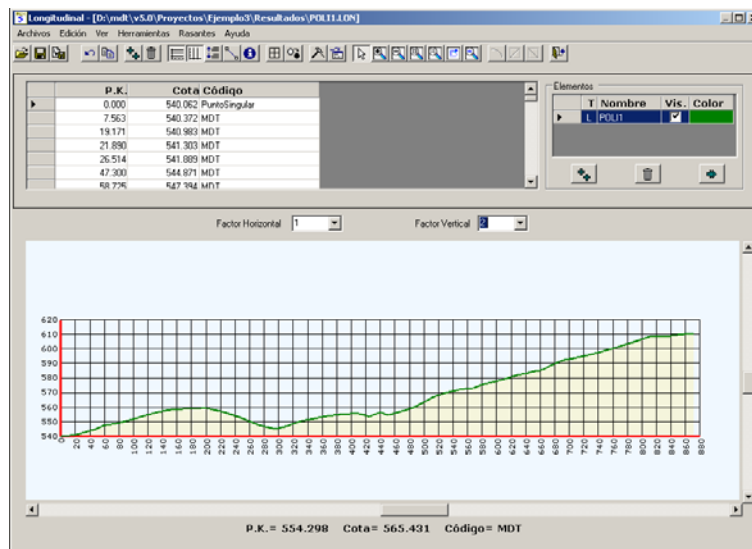 Longitudinal - [D:\mdt\v5.0\Proyectos\Ejemplo3\Resultados\POLI1.LON]
Archivos Edición Ver Herramientas Rasantes Ayuda
P.K. Cota Código
0.000 540.062 PuntoSingular
7.563 540.372 MDT
19.171 540.983 MDT
21.890 541.303 MDT
26.514 541.889 MDT
47.300 544.871 MDT
58.725 547.394 MDT
Elementos
T Nombre Vis. Color
L POLI1
Factor Horizontal 1 Factor Vertical 2
620
610
600
590
580
570
560
550
540
0 20 40 60 80 100 120 140 160 180 200 220 240 260 280 300 320 340 360 380 400 420 440 460 480 500 520 540 560 580 600 620 640 660 680 700 720 740 760 780 800 820 840 860 880
P.K.= 554.298 Cota= 565.431 Código= MDT